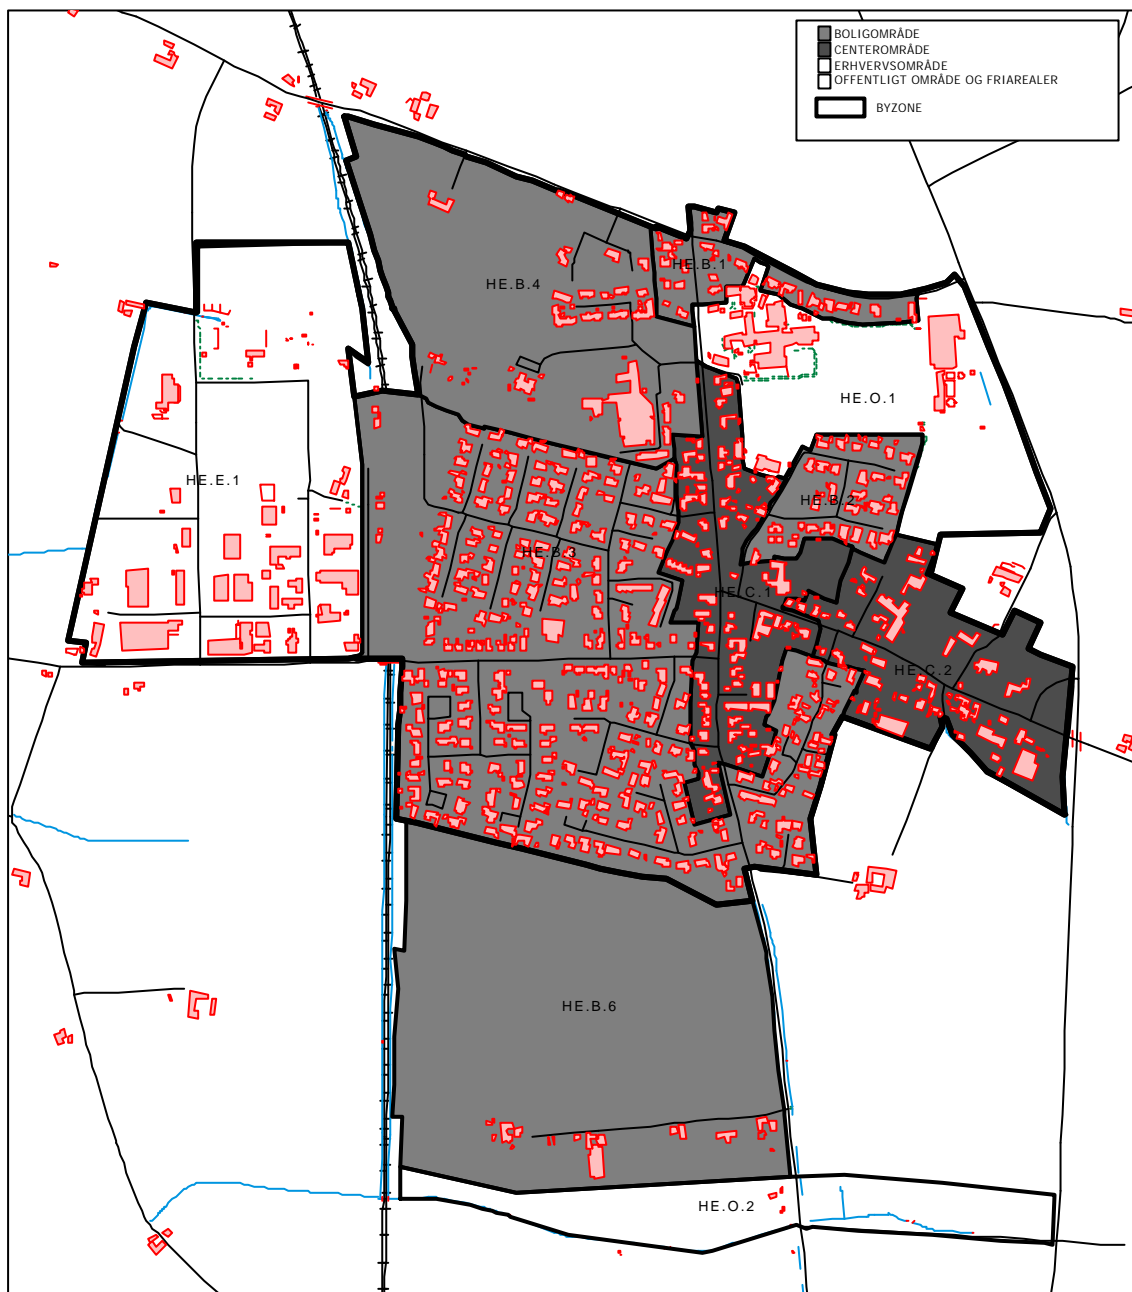 BOLIGOMRÅDE
CENTEROMRÅDE
ERHVERVSOMRÅDE
OFFENTLIGT OMRÅDE OG FRIAREALER
BYZONE
HE.B.1
HE.B.4
HE.O.1
HE.E.1
HE.B.2
HE.B.3
HE.C.1
HE.C.2
HE.B.6
HE.O.2